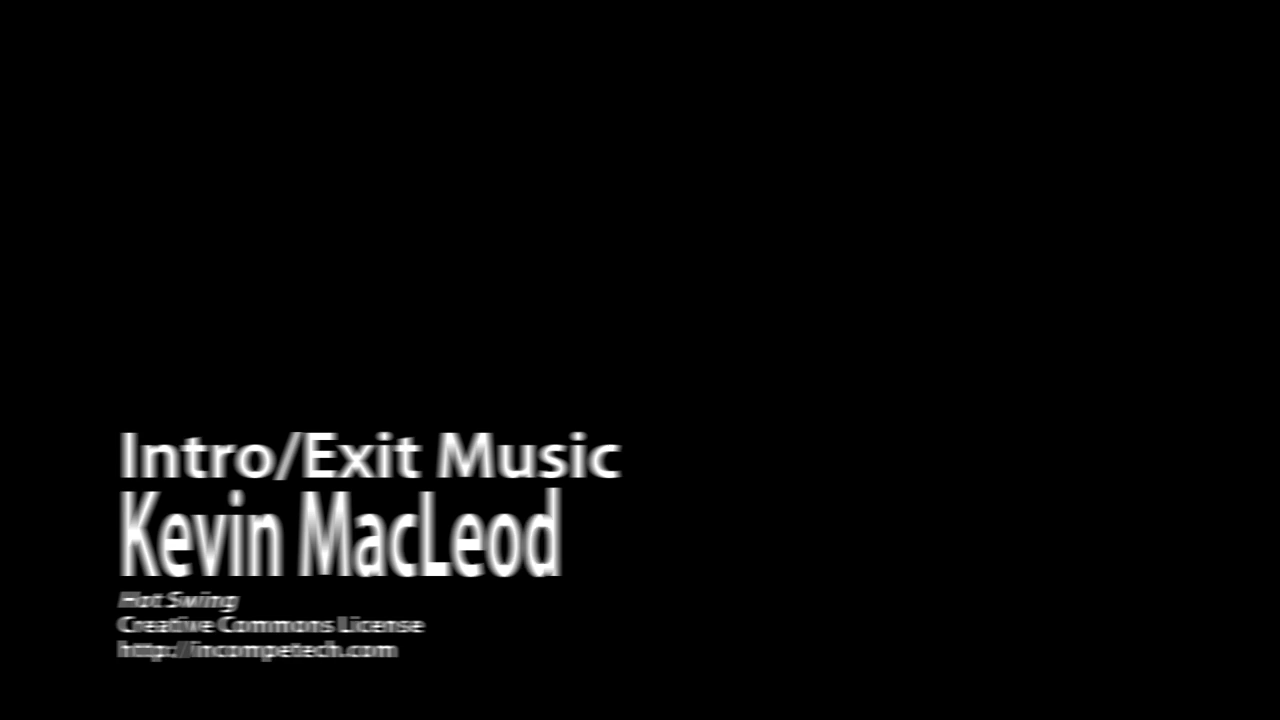 Intro/Exit Music
Kevin MacLeod
Hot Swing
Creative Commons License
http://incompetech.com